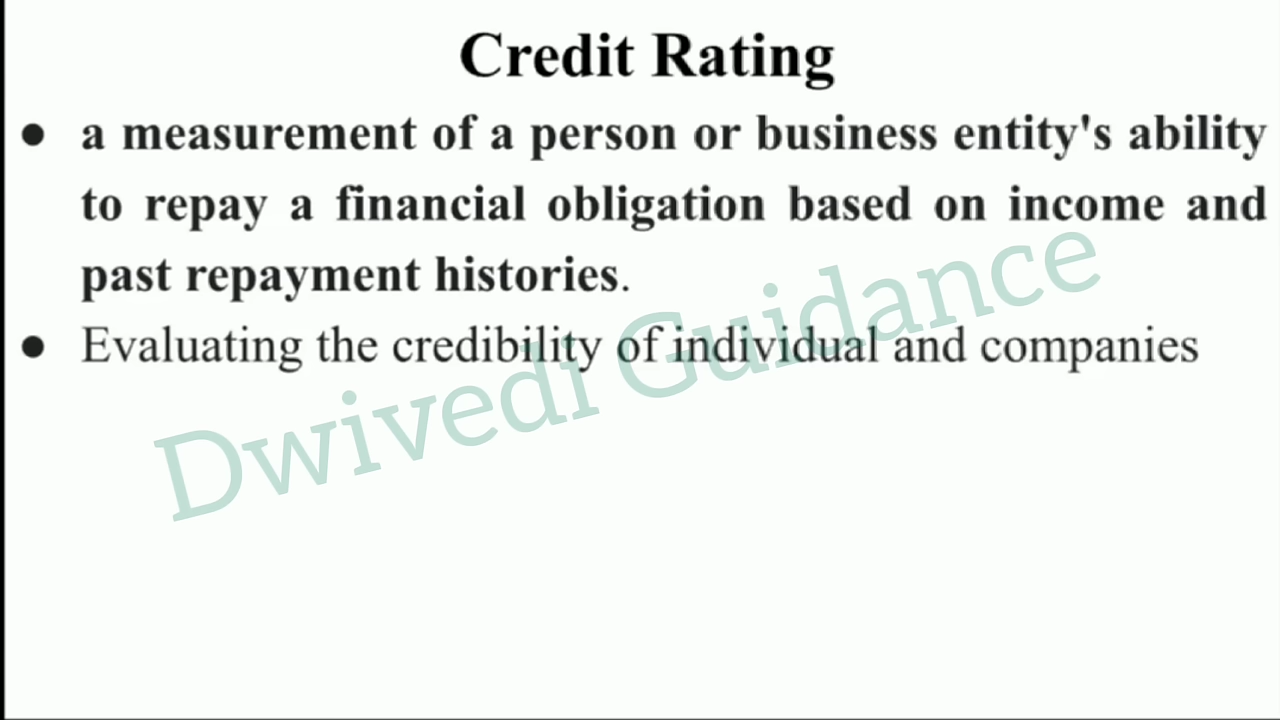 Credit Rating
● a measurement of a person or business entity's ability
to repay a financial obligation based on income and
past repayment histories.
● Evaluating the credibility of individual and companies
Dwivedi Guidance